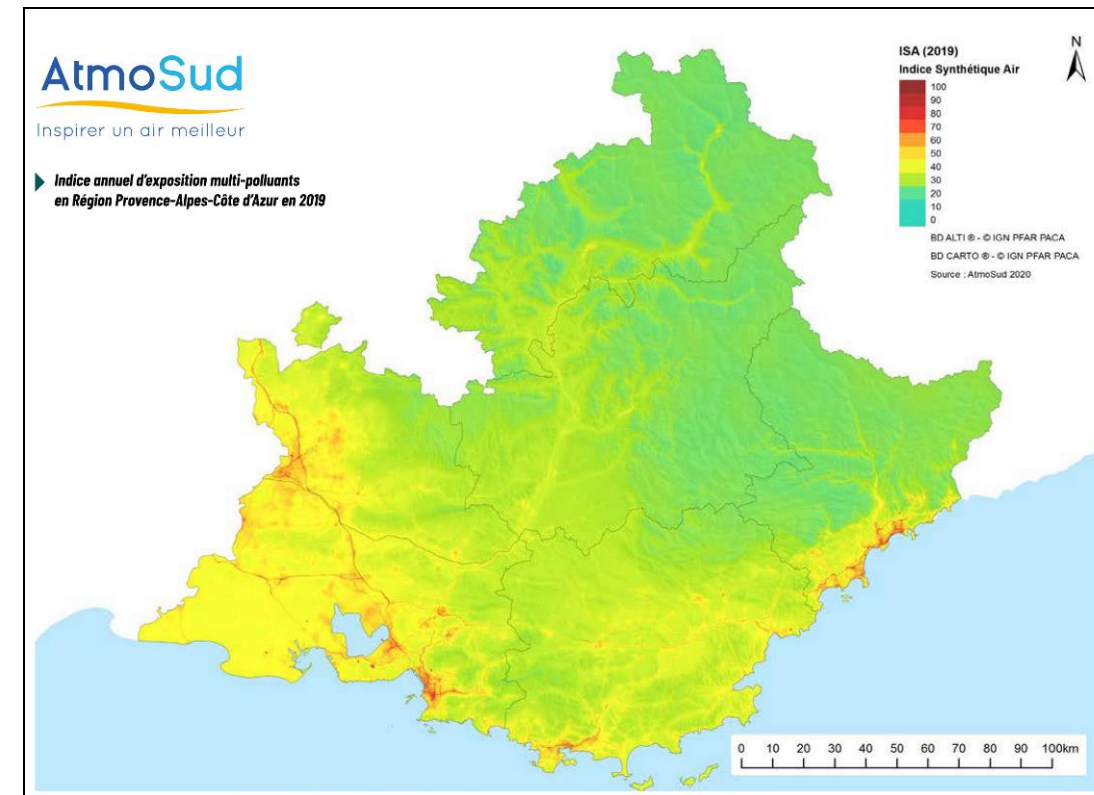 AtmoSud
Inspirer un air meilleur
Indice annuel d'exposition multi-polluants
en Région Provence-Alpes-Côte d'Azur en 2019
ISA (2019)
Indice Synthétique Air
100
90
80
70
60
50
40
30
20
10
0
BD ALTI ® - © IGN PFAR PACA
BD CARTO ® - © IGN PFAR PACA
Source : AtmoSud 2020
N
0 10 20 30 40 50 60 70 80 90 100km